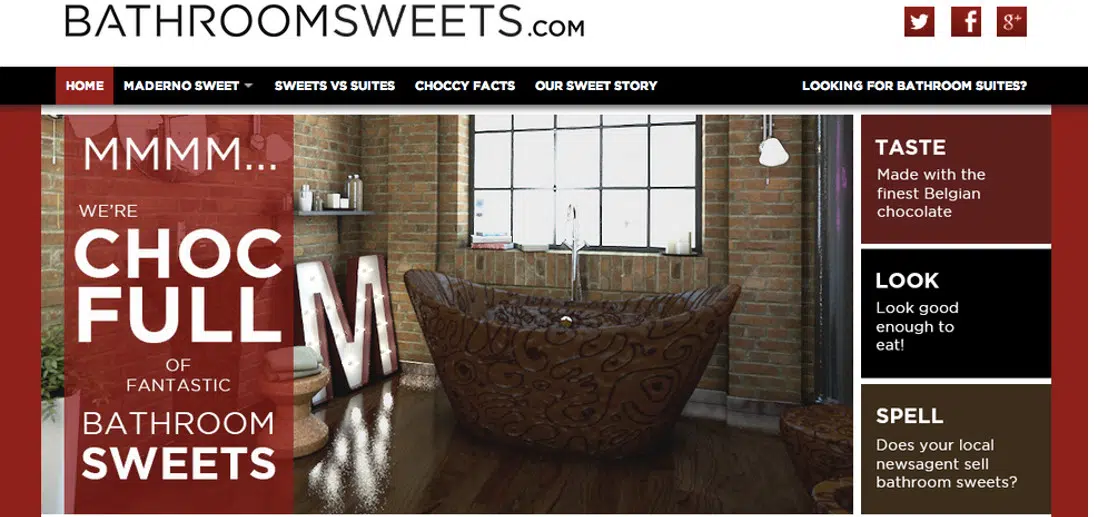 BATHROOMSWEETS.COM
HOME MADERNO SWEET SWEETS VS SUITES CHOCCY FACTS OUR SWEET STORY LOOKING FOR BATHROOM SUITES?
MMMM...
WE'RE
CHOC
FULL
OF
FANTASTIC
BATHROOM
SWEETS
M
TASTE
Made with the
finest Belgian
chocolate
LOOK
Look good
enough to
eat!
SPELL
Does your local
newsagent sell
bathroom sweets?